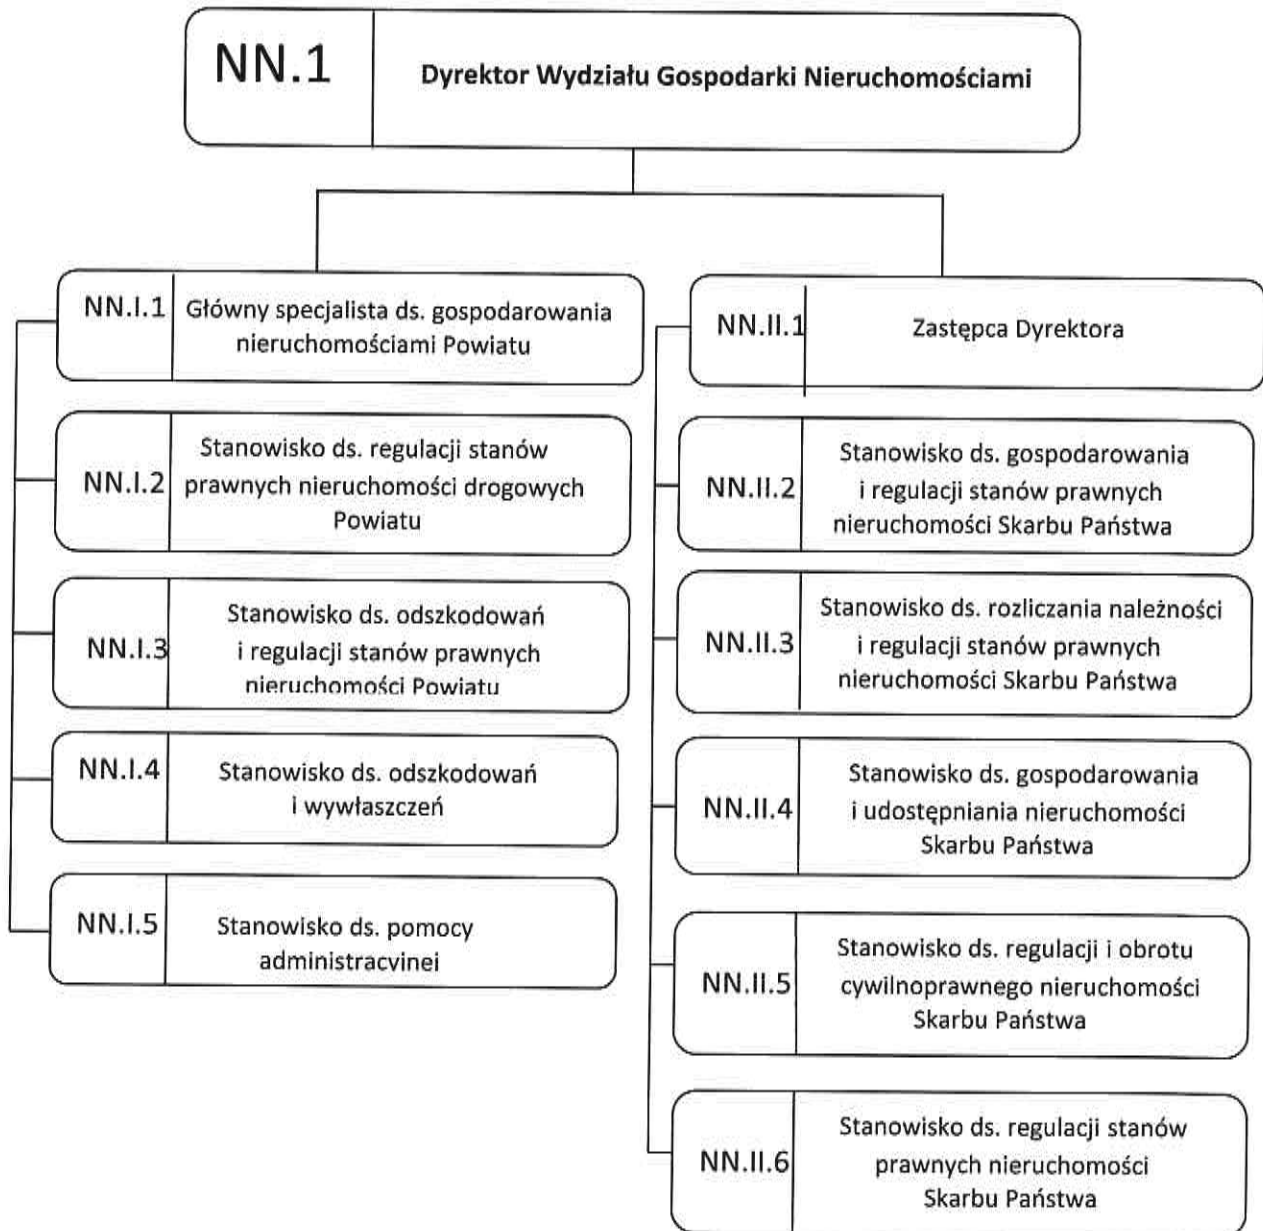 NN.1
Dyrektor Wydziału Gospodarki Nieruchomościami
NN.I.1
Główny specjalista ds. gospodarowania
nieruchomościami Powiatu
NN.I.2
Stanowisko ds. regulacji stanów
prawnych nieruchomości drogowych
Powiatu
NN.I.3
Stanowisko ds. odszkodowań
i regulacji stanów prawnych
nieruchomości Powiatu
NN.I.4
Stanowisko ds. odszkodowań
i wywłaszczeń
NN.I.5
Stanowisko ds. pomocy
administracyjnej
NN.II.1
Zastępca Dyrektora
NN.II.2
Stanowisko ds. gospodarowania
i regulacji stanów prawnych
nieruchomości Skarbu Państwa
NN.II.3
Stanowisko ds. rozliczania należności
i regulacji stanów prawnych
nieruchomości Skarbu Państwa
NN.II.4
Stanowisko ds. gospodarowania
i udostępniania nieruchomości
Skarbu Państwa
NN.II.5
Stanowisko ds. regulacji i obrotu
cywilnoprawnego nieruchomości
Skarbu Państwa
NN.II.6
Stanowisko ds. regulacji stanów
prawnych nieruchomości
Skarbu Państwa